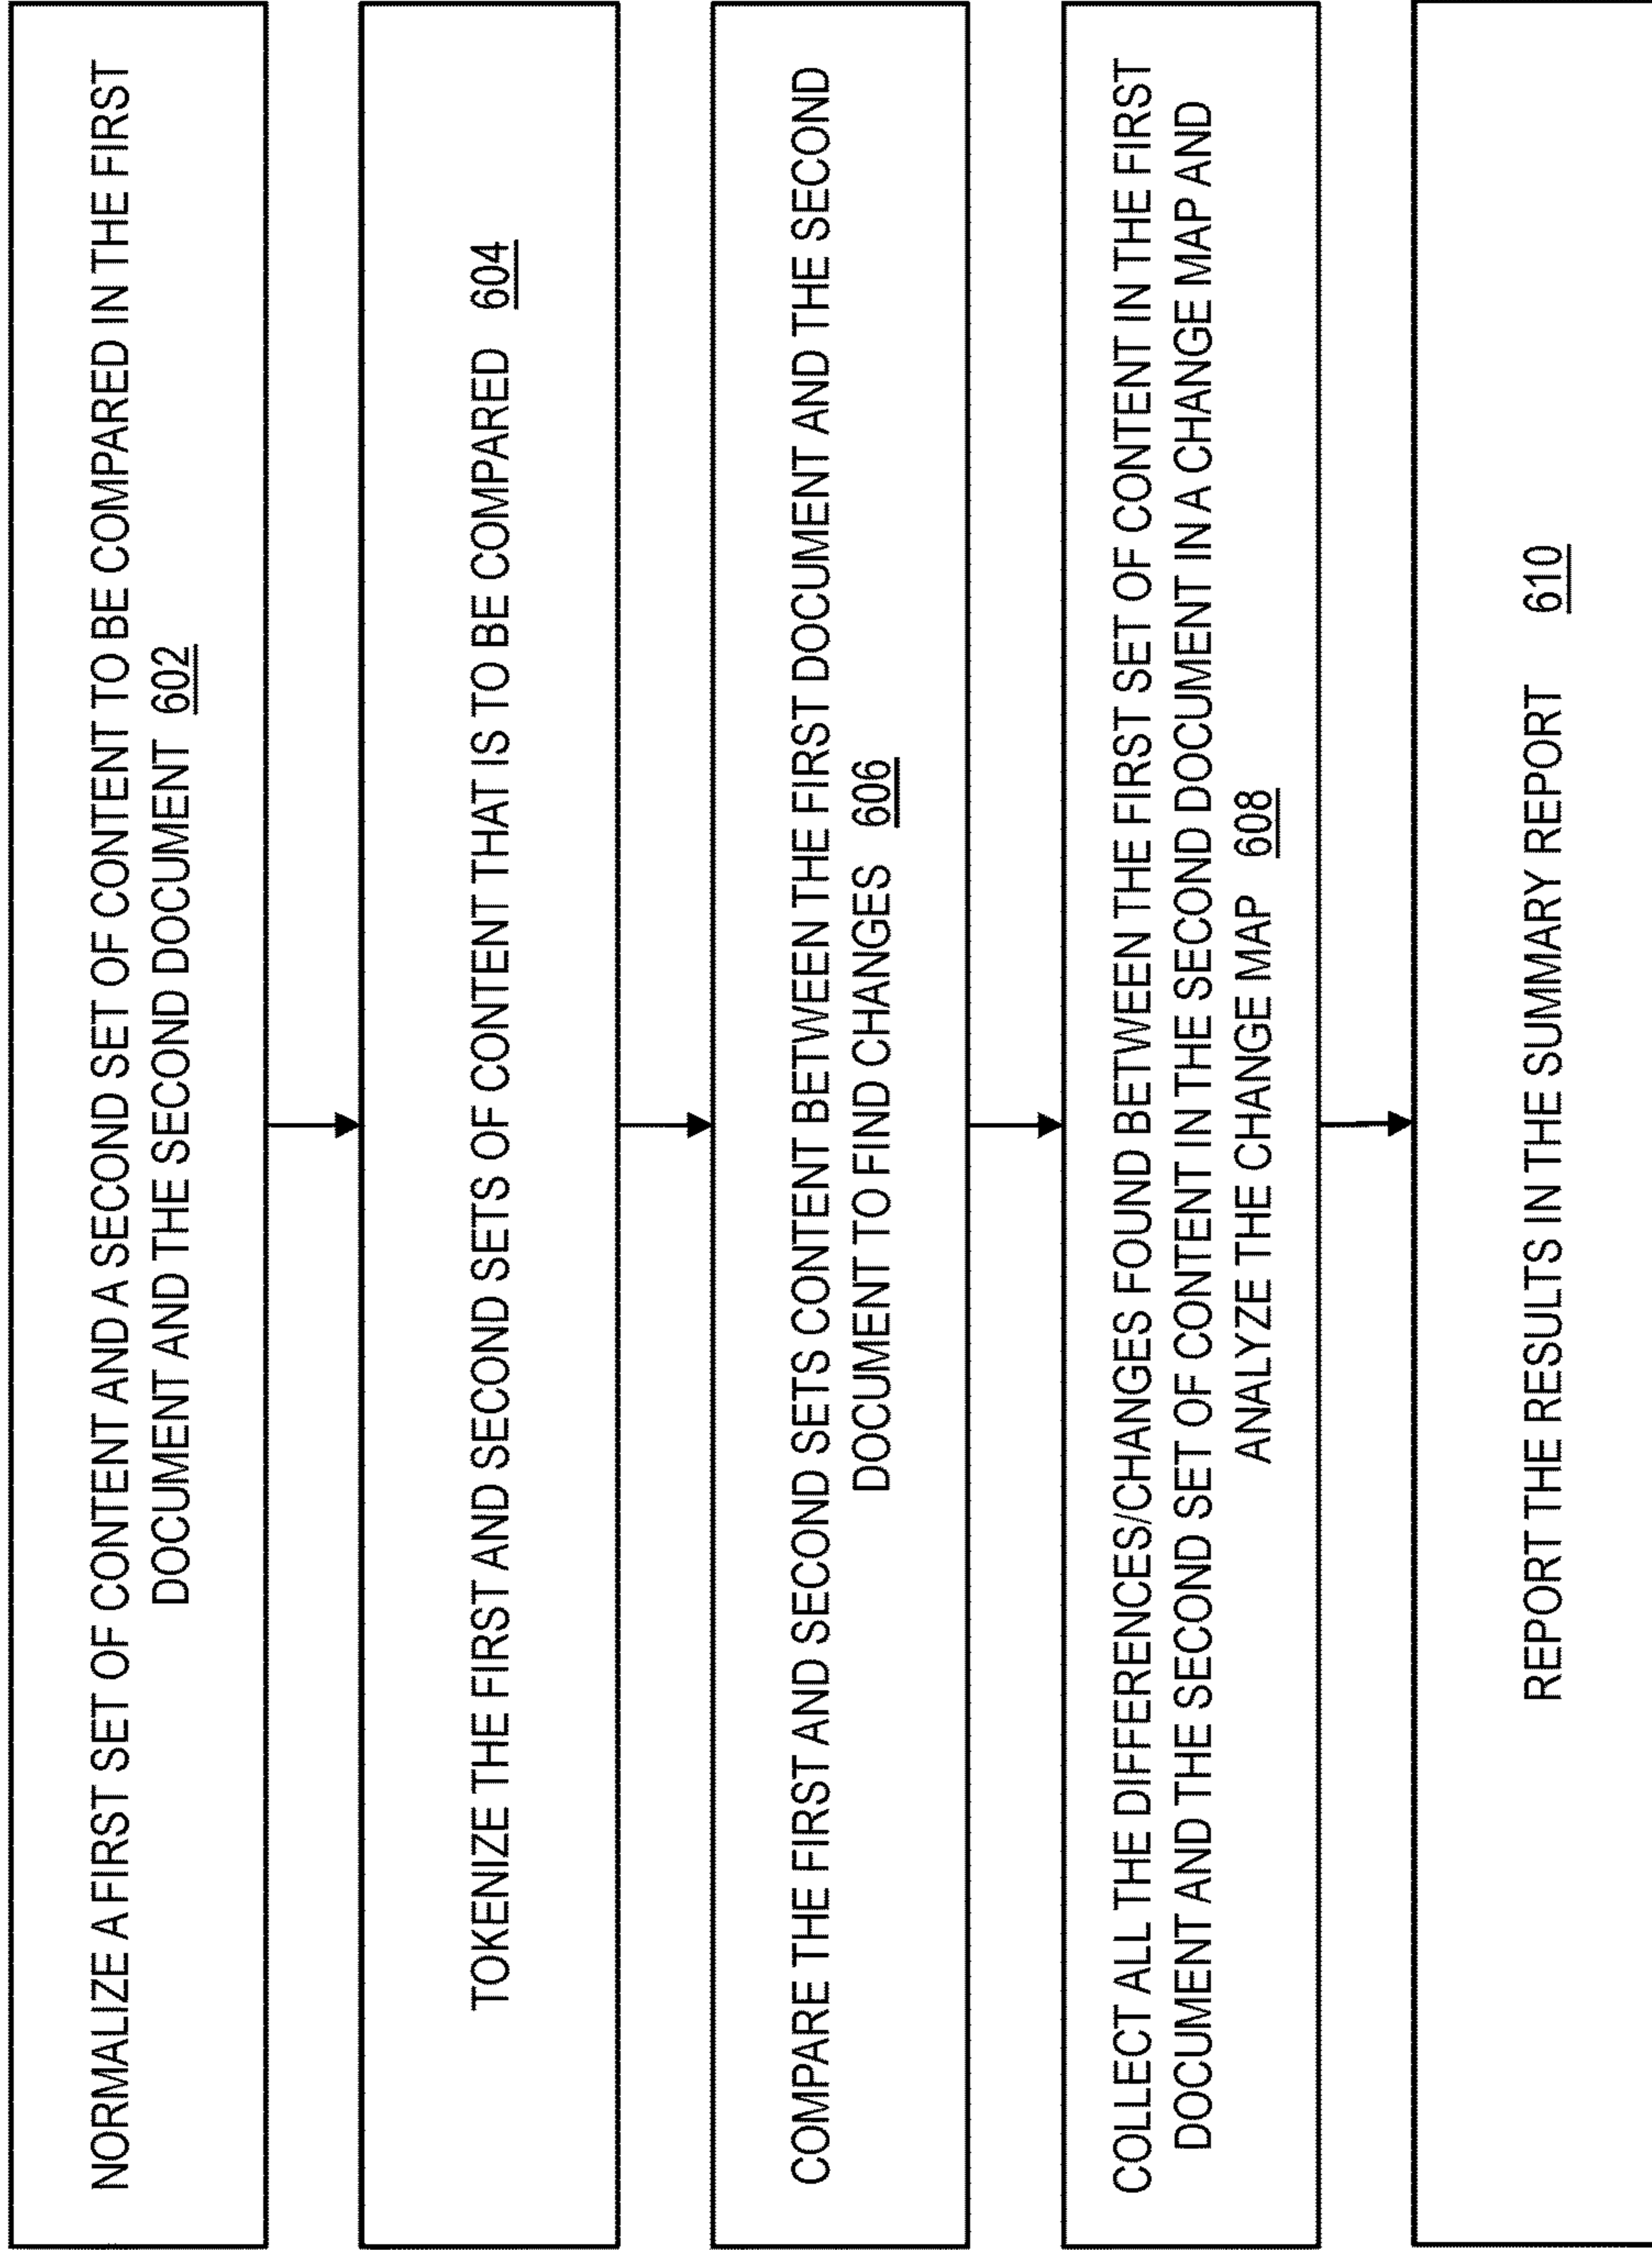 NORMALIZE A FIRST SET OF CONTENT AND A SECOND SET OF CONTENT TO BE COMPARED IN THE FIRST
DOCUMENT AND THE SECOND DOCUMENT 602
TOKENIZE THE FIRST AND SECOND SETS OF CONTENT THAT IS TO BE COMPARED 604
COMPARE THE FIRST AND SECOND SETS CONTENT BETWEEN THE FIRST DOCUMENT AND THE SECOND
DOCUMENT TO FIND CHANGES 606
COLLECT ALL THE DIFFERENCES/CHANGES FOUND BETWEEN THE FIRST SET OF CONTENT IN THE FIRST
DOCUMENT AND THE SECOND SET OF CONTENT IN THE SECOND DOCUMENT IN A CHANGE MAP AND
ANALYZE THE CHANGE MAP 608
REPORT THE RESULTS IN THE SUMMARY REPORT 610